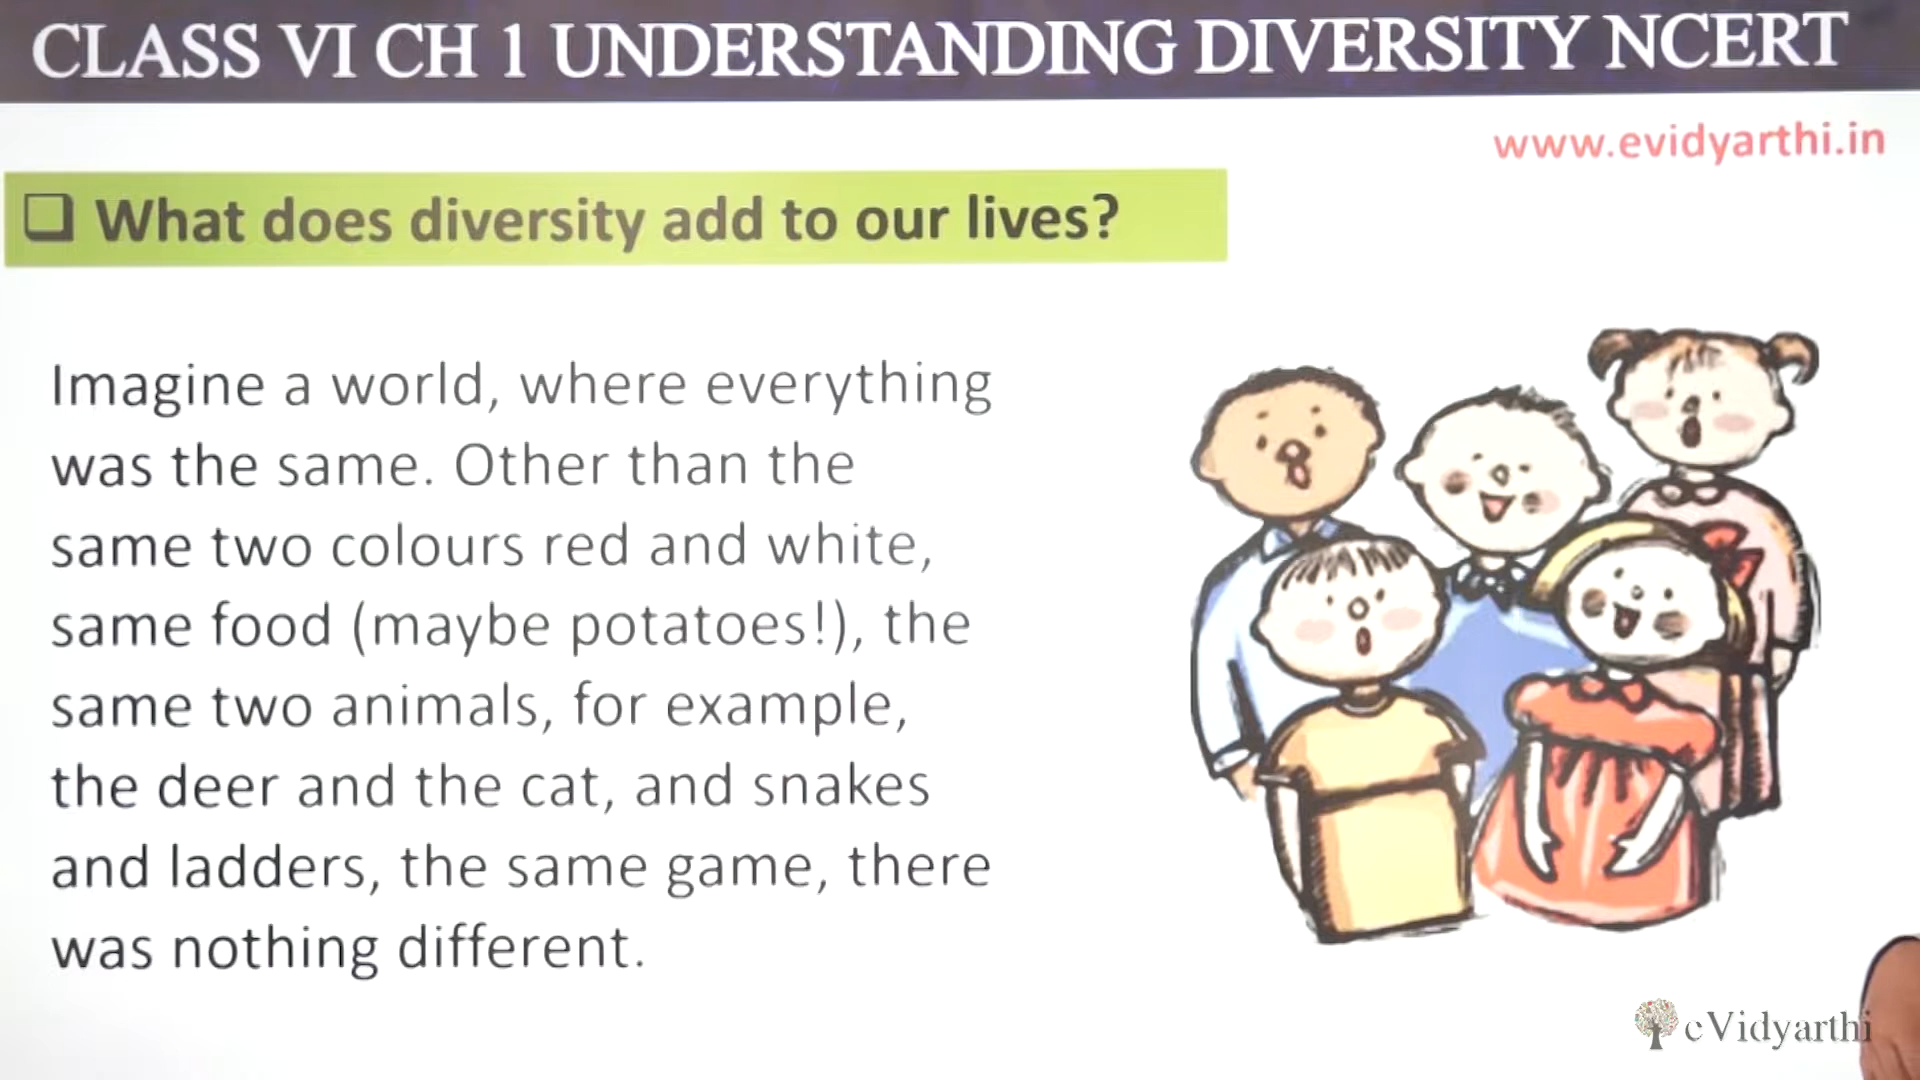 CLASS VI CH 1 UNDERSTANDING DIVERSITY NCERT
www.evidyarthi.in
What does diversity add to our lives?
Imagine a world, where everything
was the same. Other than the
same two colours red and white,
same food (maybe potatoes!), the
same two animals, for example,
the deer and the cat, and snakes
and ladders, the same game, there
was nothing different.
eVidyarthi